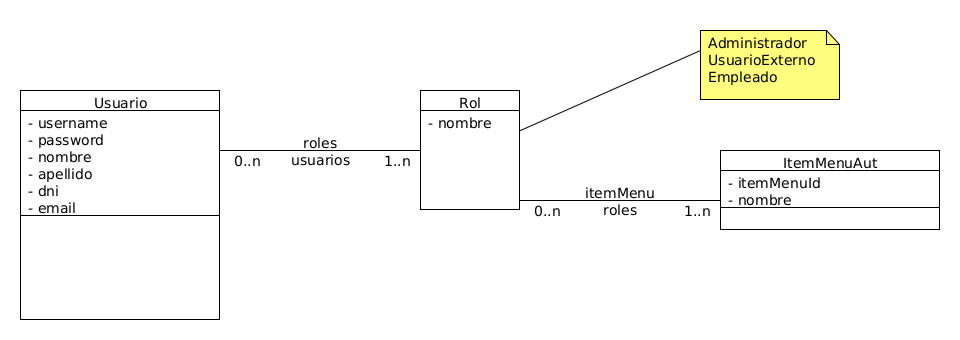 Usuario
- username
- password
- nombre
- apellido
- dni
- email
roles
0..n usuarios 1..n
Rol
- nombre
Administrador
UsuarioExterno
Empleado
itemMenu
0..n roles 1..n
ItemMenuAut
- itemMenuId
- nombre